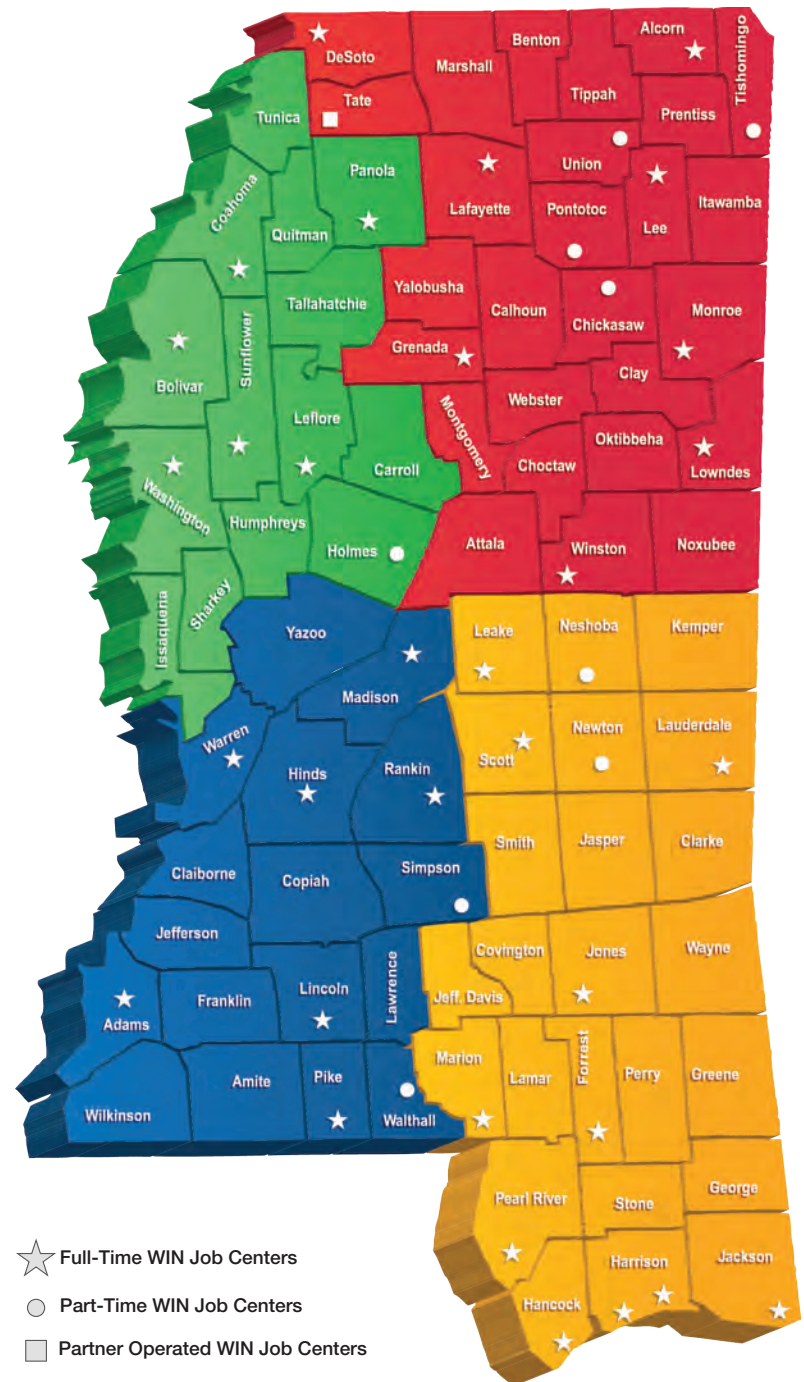 DeSoto
Marshall
Benton
Alcorn
Tishomingo
Tate
Tippah
Prentiss
Tunica
Panola
Union
Coahoma
Quitman
Lafayette
Pontotoc
Lee
Itawamba
Tallahatchie
Yalobusha
Calhoun
Chickasaw
Monroe
Bolivar
Sunflower
Grenada
Clay
Leflore
Montgomery
Webster
Oktibbeha
Washington
Carroll
Choctaw
Lowndes
Humphreys
Holmes
Attala
Winston
Noxubee
Issaquena
Sharkey
Yazoo
Leake
Neshoba
Kemper
Madison
Warren
Hinds
Rankin
Scott
Newton
Lauderdale
Claiborne
Copiah
Simpson
Smith
Jasper
Clarke
Jefferson
Lawrence
Covington
Jones
Wayne
Adams
Franklin
Lincoln
Jeff. Davis
Wilkinson
Amite
Pike
Walthall
Marion
Lamar
Forrest
Perry
Greene
Pearl River
Stone
George
Hancock
Harrison
Jackson
Full-Time WIN Job Centers
Part-Time WIN Job Centers
Partner Operated WIN Job Centers